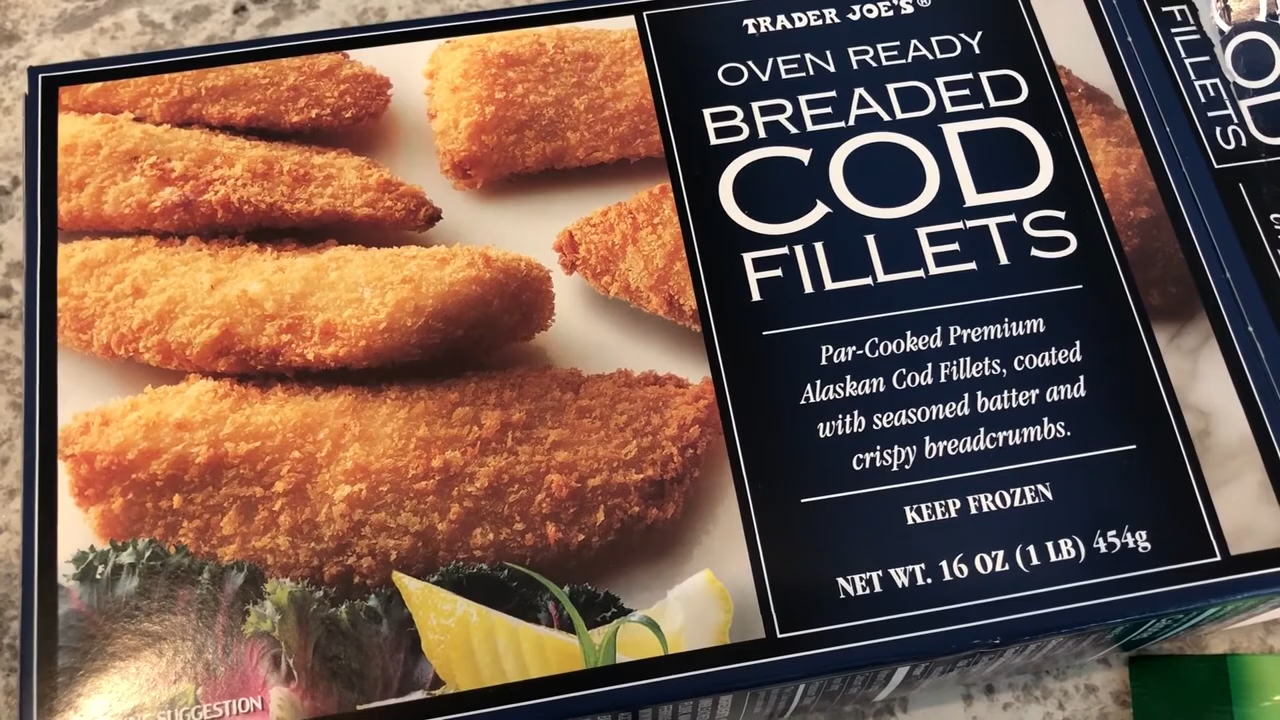 TRADER JOE'S®
OVEN READY
BREADED
COD
FILLETS
Par-Cooked Premium
Alaskan Cod Fillets, coated
with seasoned batter and
crispy breadcrumbs.
KEEP FROZEN
NET WT. 16 OZ (1 LB) 454g
SUGGESTION
FILLETS